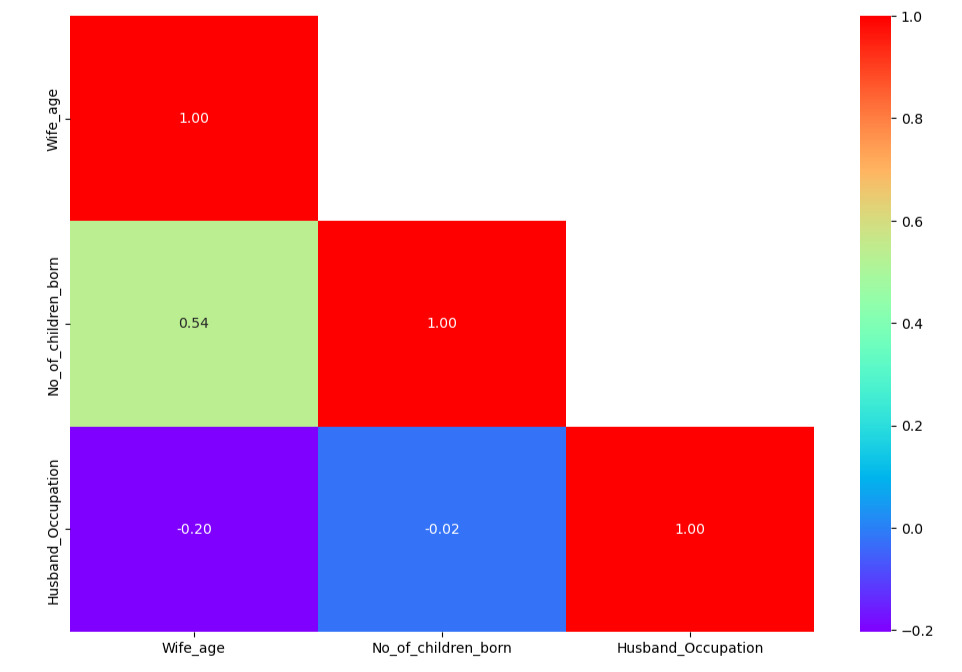 Wife_age
1.00
No_of_children_born
0.54
1.00
Husband_Occupation
-0.20
-0.02
1.00
Wife_age
No_of_children_born
Husband_Occupation
1.0
0.8
0.6
0.4
0.2
0.0
−0.2